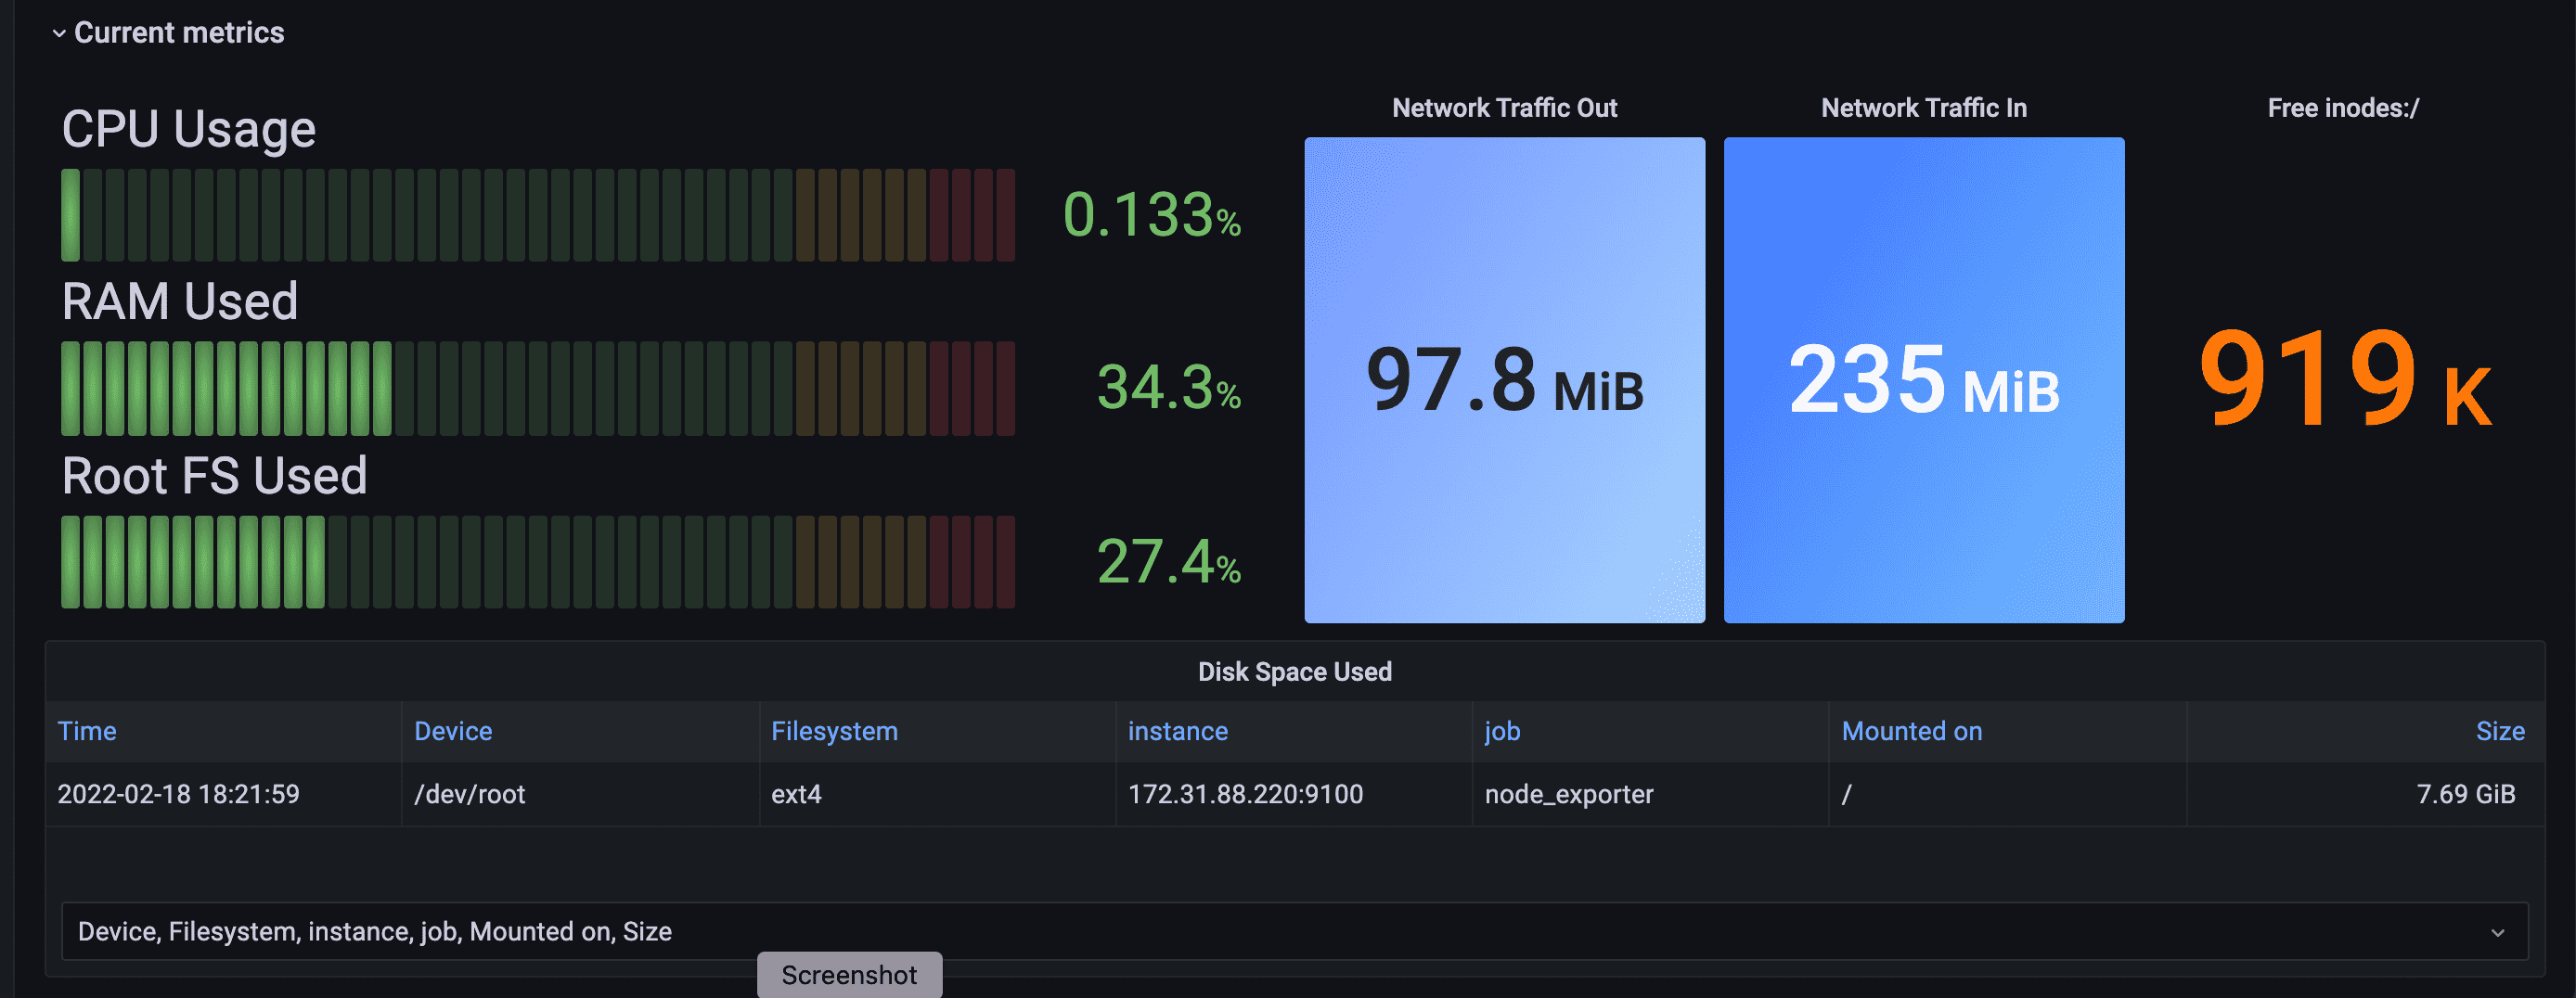 Current metrics
CPU Usage
0.133%
RAM Used
34.3%
Root FS Used
27.4%
Network Traffic Out
97.8 MiB
Network Traffic In
235 MiB
Free inodes:/
919 K
Disk Space Used
Time Device Filesystem instance job Mounted on Size
2022-02-18 18:21:59 /dev/root ext4 172.31.88.220:9100 node_exporter / 7.69 GiB
Device, Filesystem, instance, job, Mounted on, Size
Screenshot